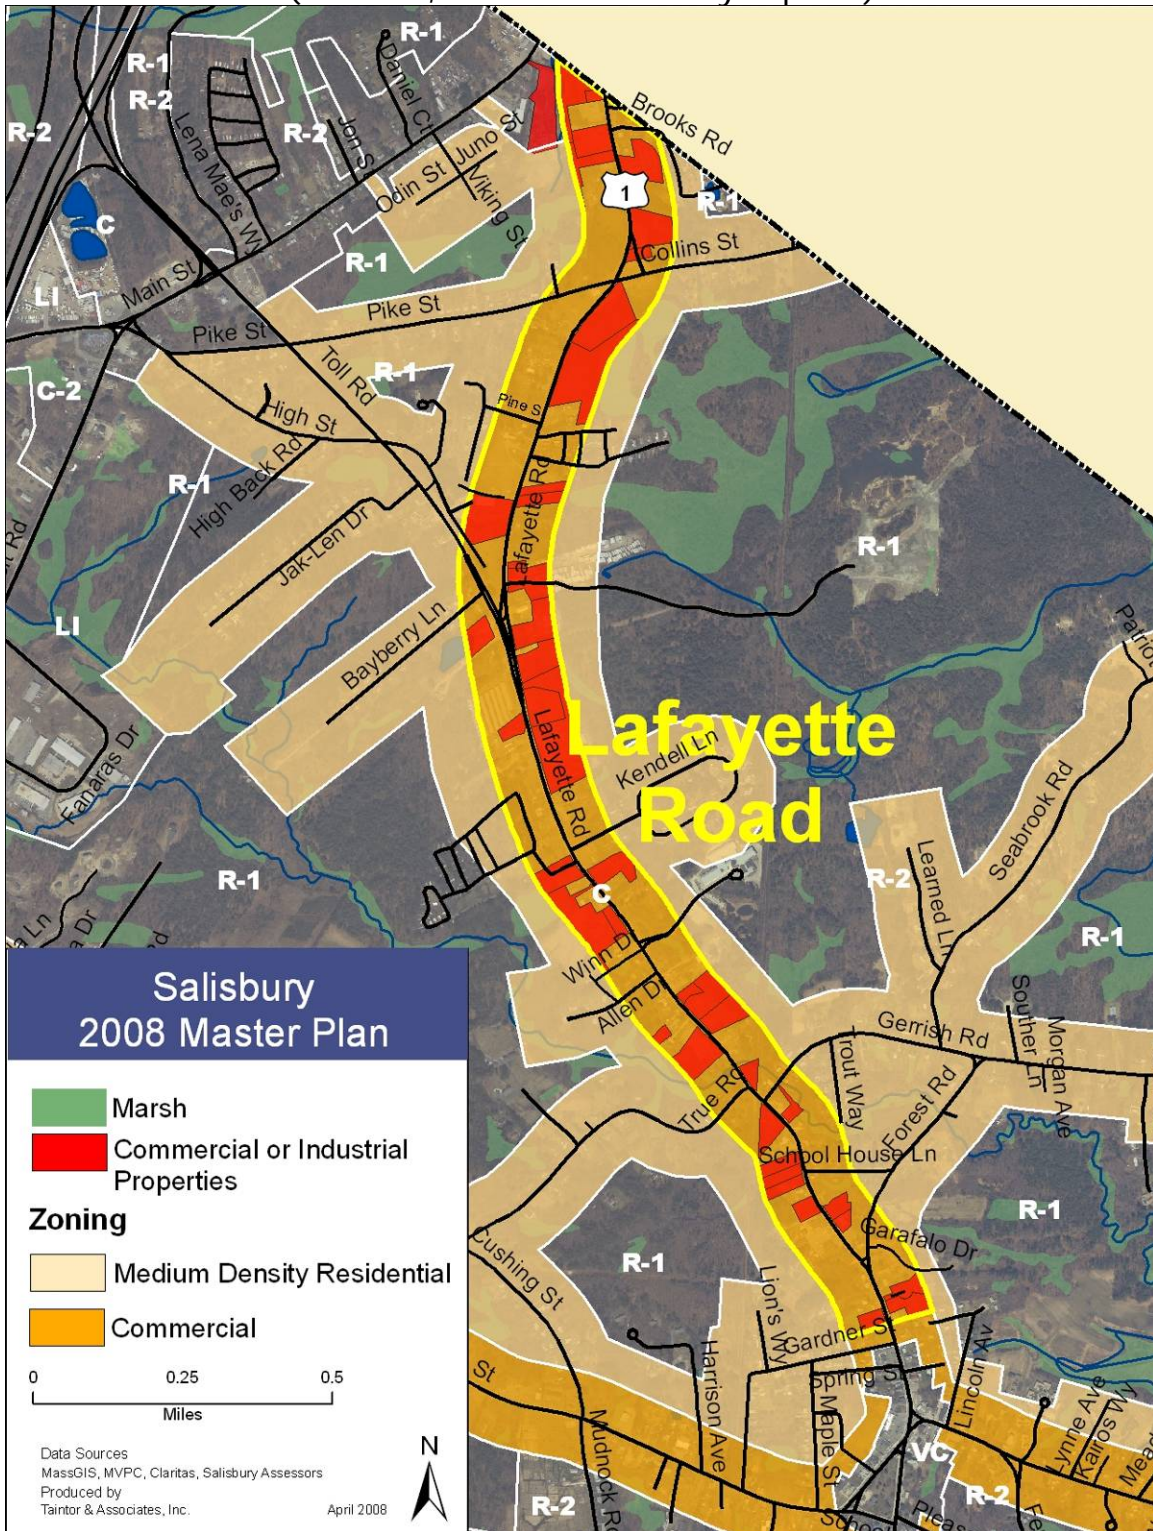 R-1
Brooks Rd
R-1
R-2
Daniel Ct
R-2
R-2
Jon St
Juno St
Odin St
Viking St
Lena Mae's Wy
1
R-1
C
R-1
Collins St
LI
Main St
Pike St
Pike St
Toll Rd
R-1
C-2
High St
High Back Rd
R-1
Jak-Len Dr
Lafayette Rd
R-1
LI
Bayberry Ln
Patriot
Fanaras Dr
Lafayette
Road
Lafayette Rd
Kendell Ln
Seabrook Rd
R-1
C
R-2
Learned Ln
R-1
Winn Dr
Allen Dr
Souther Ln
Morgan Ave
Gerrish Rd
Trout Way
Forest Rd
True Rd
School House Ln
R-1
Garafalo Dr
R-1
Cushing St
Lion's Wy
Gardner St
Spring St
Lincoln Av
St
Harrison Ave
Maple St
Mudnock R
VC
Lynne Ave
Kairos Wy
Mead
R-2
R-2
School
Pleas
Fe
Salisbury
2008 Master Plan
Marsh
Commercial or Industrial
Properties
Zoning
Medium Density Residential
Commercial
0 0.25 0.5
Miles
N
Data Sources
MassGIS, MVPC, Claritas, Salisbury Assessors
Produced by
Taintor & Associates, Inc. April 2008